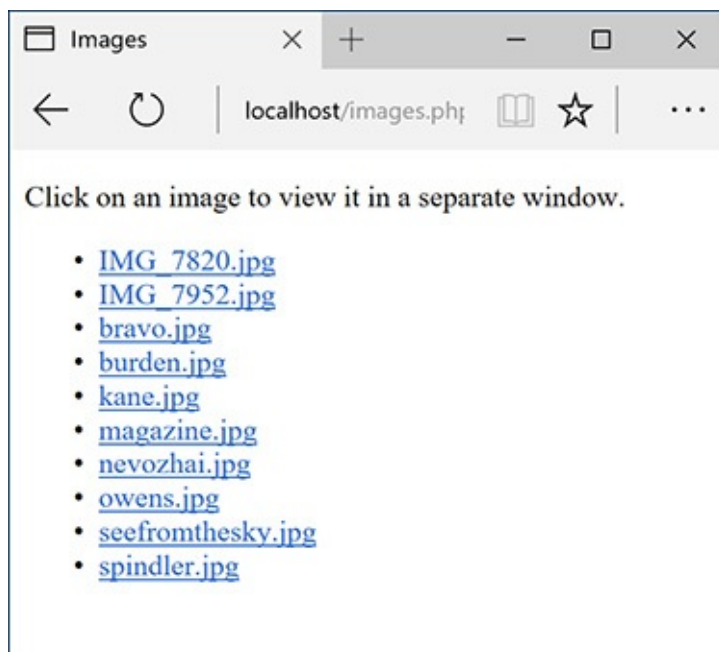 Images
localhost/images.php
Click on an image to view it in a separate window.
• IMG_7820.jpg
• IMG_7952.jpg
• bravo.jpg
• burden.jpg
• kane.jpg
• magazine.jpg
• nevozhai.jpg
• owens.jpg
• seefromthesky.jpg
• spindler.jpg